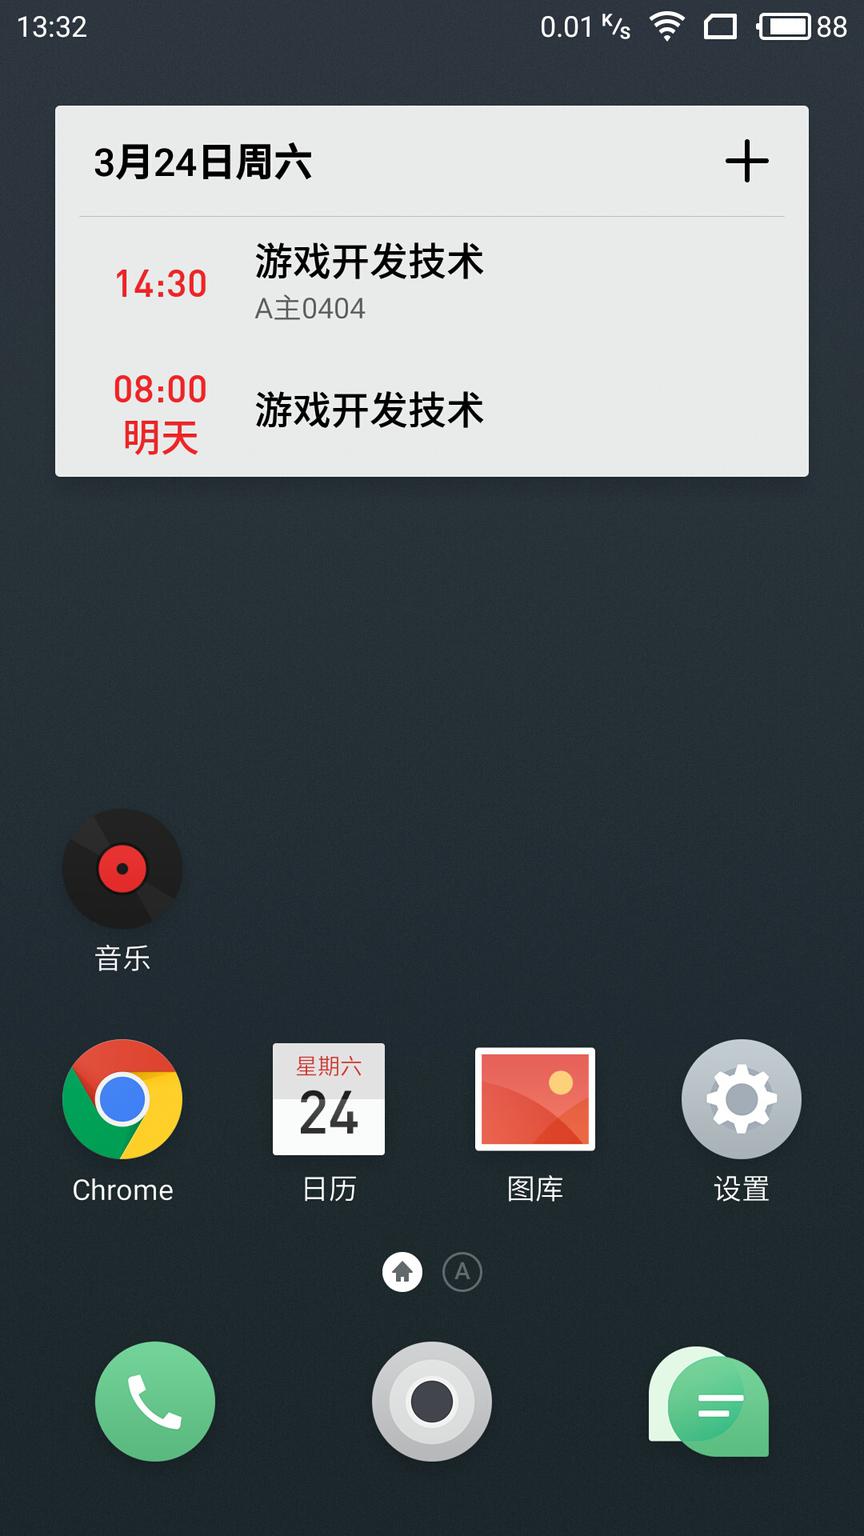 13:32 0.01 K/s 88
3月24日周六
14:30 游戏开发技术
A主0404
08:00
明天
游戏开发技术
音乐
星期六
24
Chrome 日历 图库 设置
A